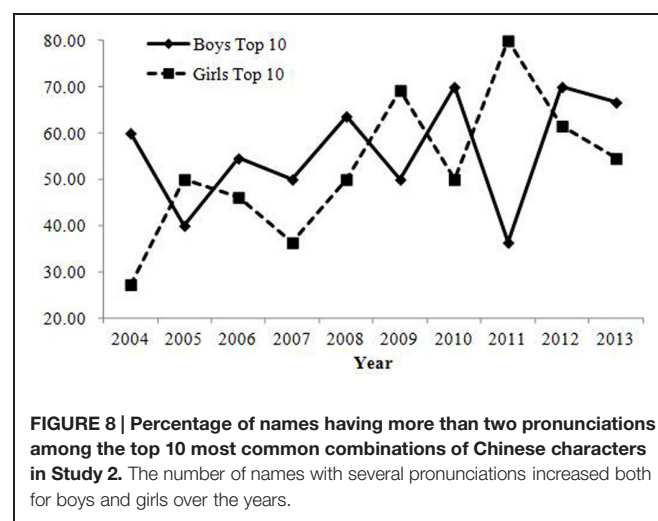 80.00
Boys Top 10
70.00
Girls Top 10
60.00
50.00
40.00
30.00
20.00
2004 2005 2006 2007 2008 2009 2010 2011 2012 2013
Year
FIGURE 8 | Percentage of names having more than two pronunciations
among the top 10 most common combinations of Chinese characters
in Study 2. The number of names with several pronunciations increased both
for boys and girls over the years.